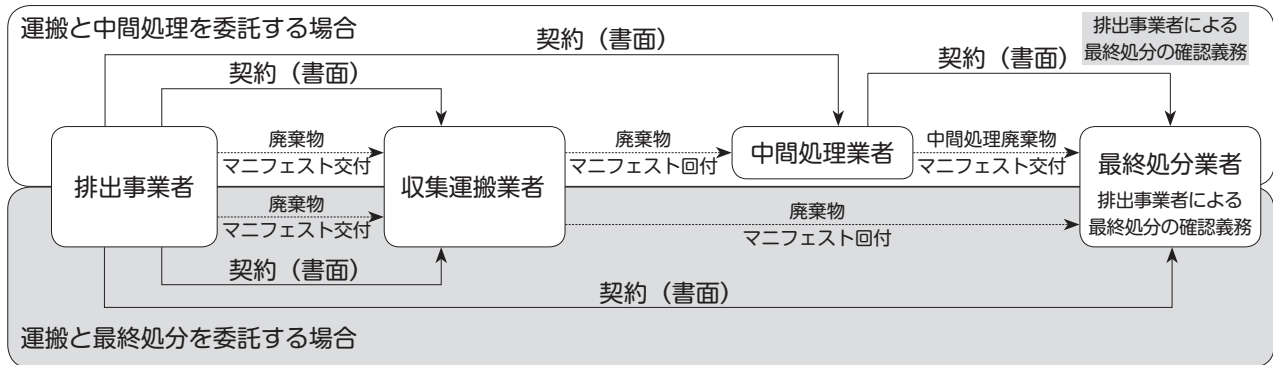 運搬と中間処理を委託する場合
排出事業者による
最終処分の確認義務
契約（書面）
契約（書面）
契約（書面）
排出事業者
廃棄物
マニフェスト交付
収集運搬業者
廃棄物
マニフェスト回付
中間処理業者
中間処理廃棄物
マニフェスト交付
最終処分業者
排出事業者による
最終処分の確認義務
廃棄物
マニフェスト交付
廃棄物
マニフェスト回付
契約（書面）
契約（書面）
運搬と最終処分を委託する場合